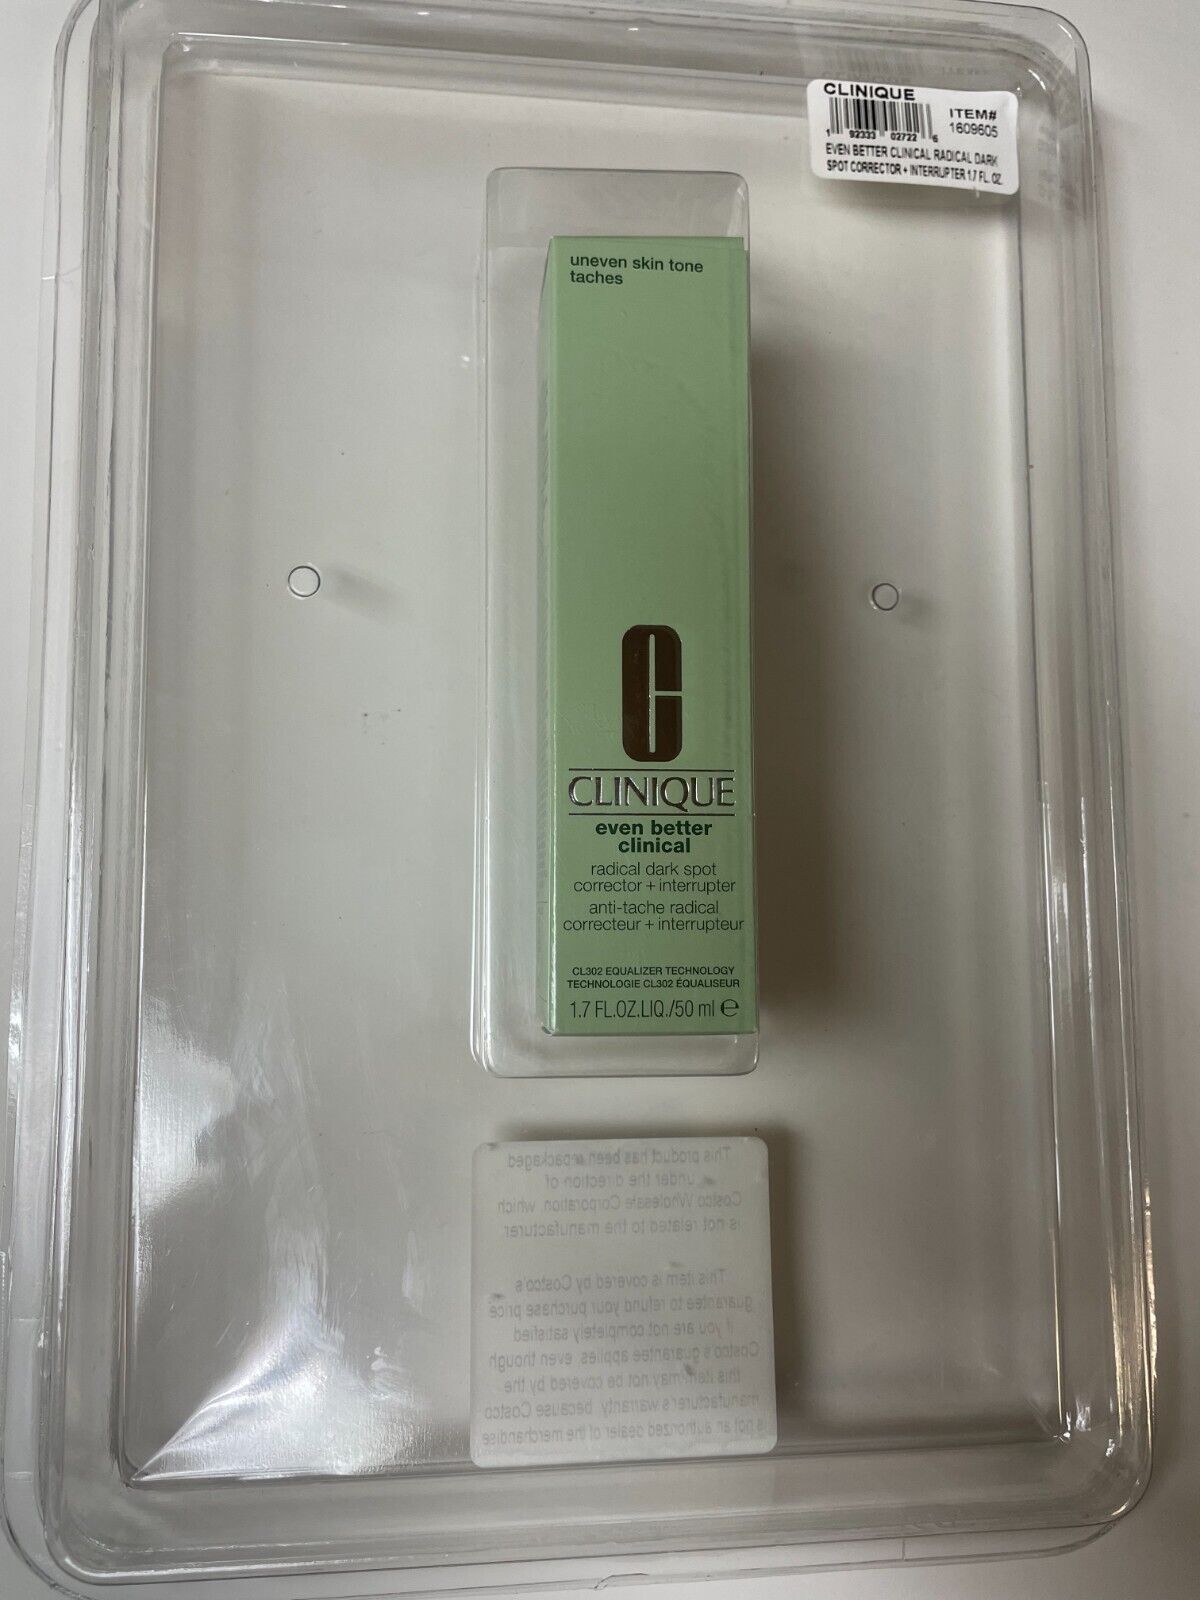 CLINIQUE
ITEM#
1 92333 02722 6
1609605
EVEN BETTER CLINICAL RADICAL DARK
SPOT CORRECTOR + INTERRUPTER 1.7 FL. OZ.
uneven skin tone
taches
C
CLINIQUE
even better
clinical
radical dark spot
corrector + interrupter
anti-tache radical
correcteur + interrupteur
CL302 EQUALIZER TECHNOLOGY
TECHNOLOGIE CL302 ÉQUALISEUR
1.7 FL.OZ.LIQ./50 ml ℮
This product has been repackaged
under the direction of
Costco Wholesale Corporation, which
is not related to the manufacturer.
This item is covered by Costco's
guarantee to refund your purchase price
if you are not completely satisfied.
Costco's guarantee applies, even though
this item may not be covered by the
manufacturer's warranty, because Costco
is not an authorized dealer of the merchandise